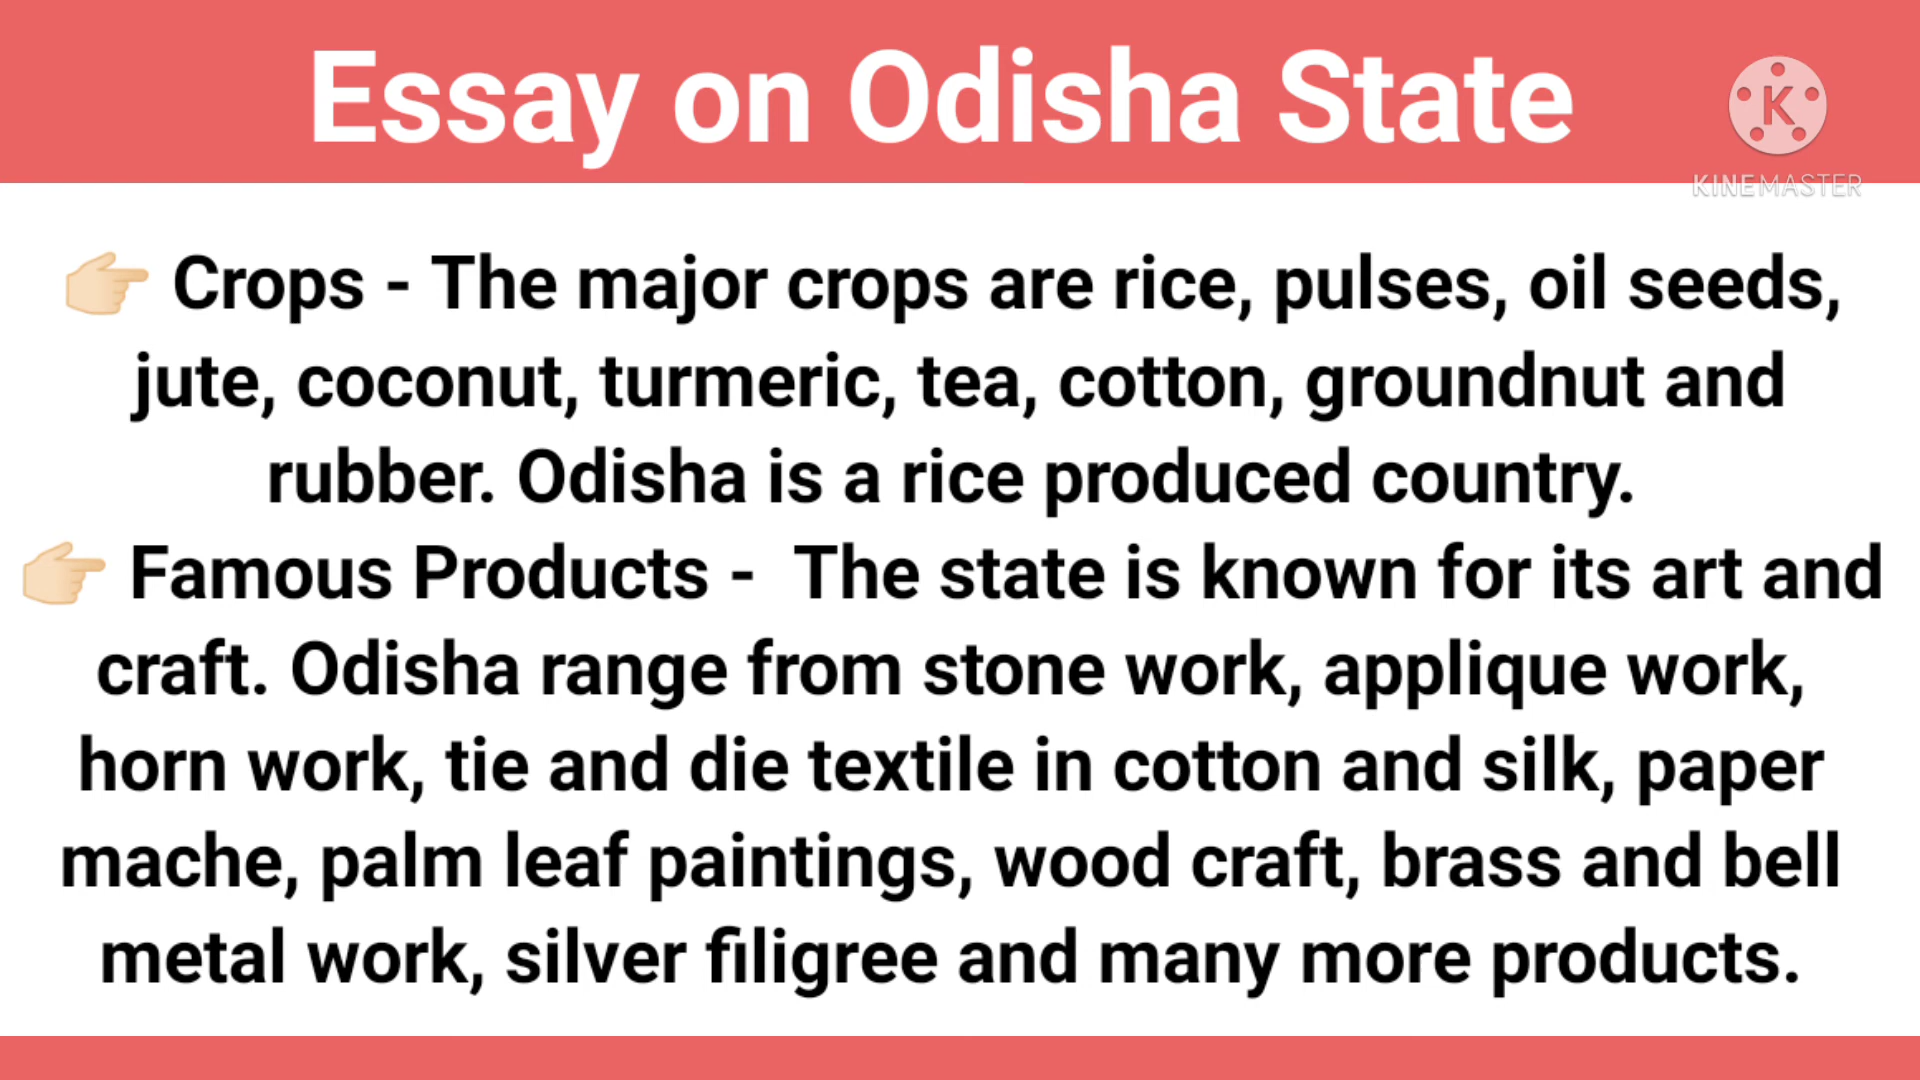 Essay on Odisha State
K
KINEMASTER
👉🏻 Crops - The major crops are rice, pulses, oil seeds,
jute, coconut, turmeric, tea, cotton, groundnut and
rubber. Odisha is a rice produced country.
👉🏻 Famous Products - The state is known for its art and
craft. Odisha range from stone work, applique work,
horn work, tie and die textile in cotton and silk, paper
mache, palm leaf paintings, wood craft, brass and bell
metal work, silver filigree and many more products.